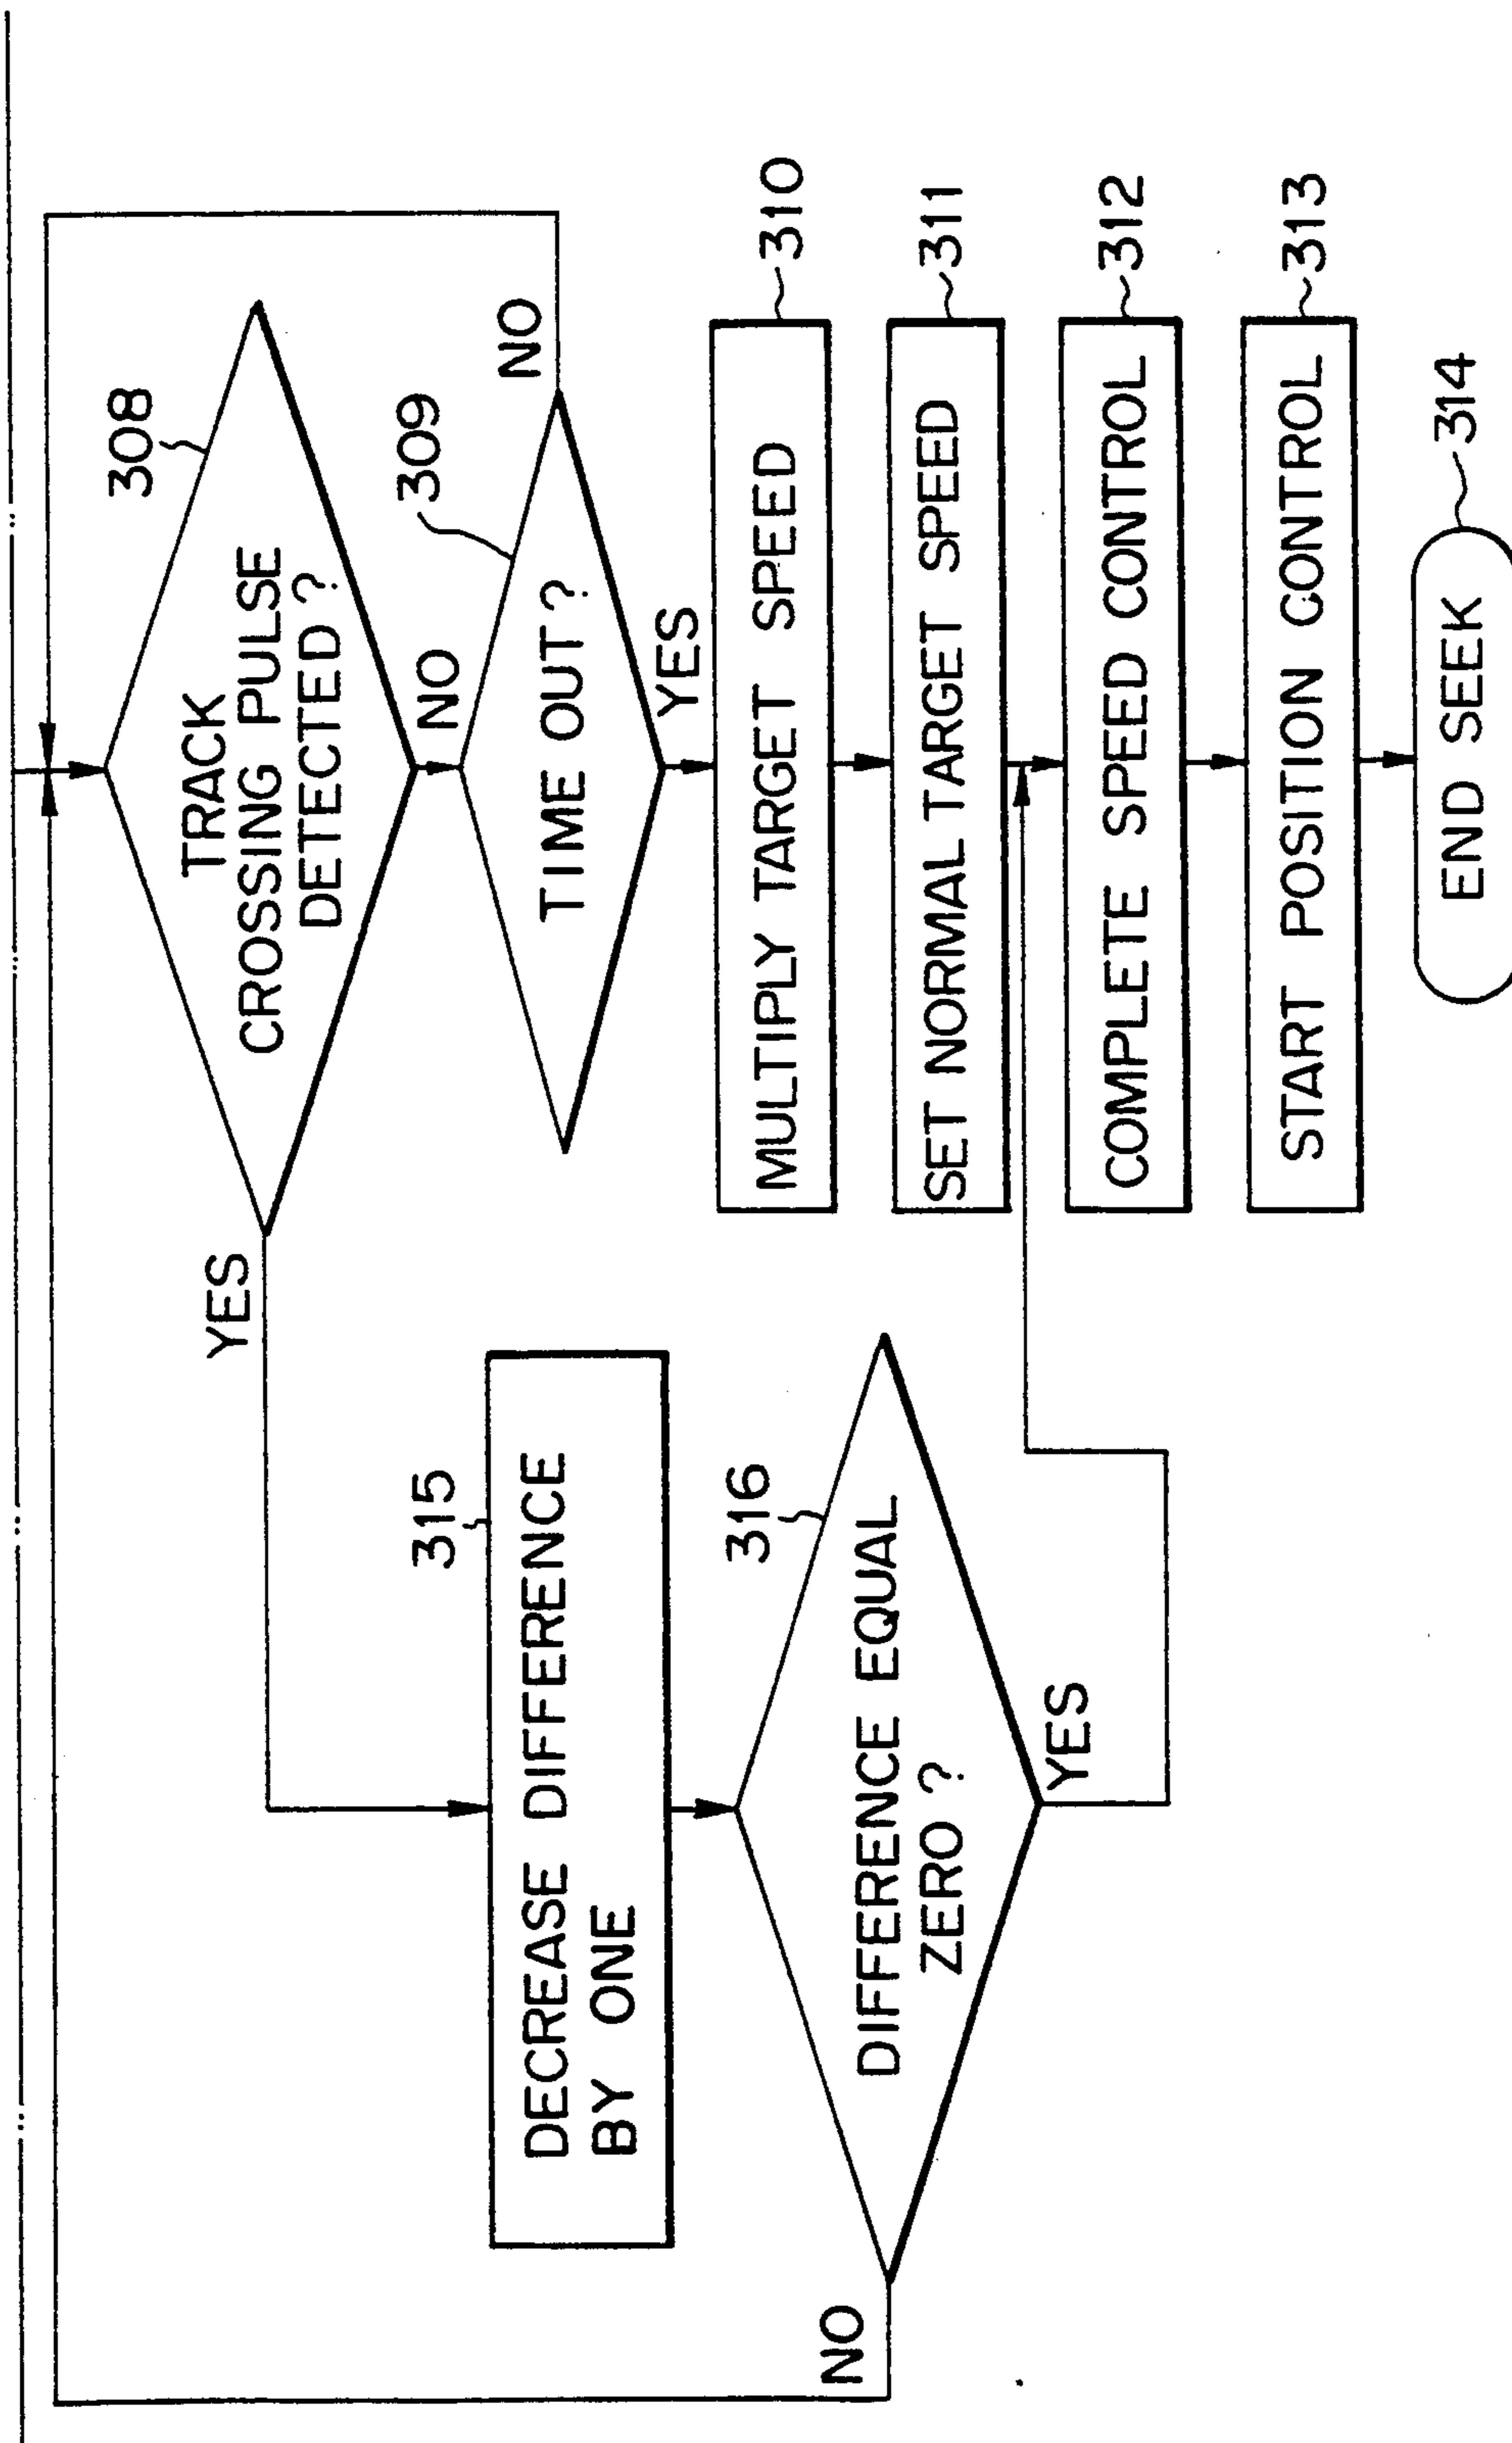 308
TRACK
CROSSING PULSE
DETECTED ?
YES
NO
309
TIME OUT ?
NO
YES
MULTIPLY TARGET SPEED
310
SET NORMAL TARGET SPEED
311
COMPLETE SPEED CONTROL
312
START POSITION CONTROL
313
END SEEK
314
315
DECREASE DIFFERENCE
BY ONE
316
DIFFERENCE EQUAL
ZERO ?
NO
YES